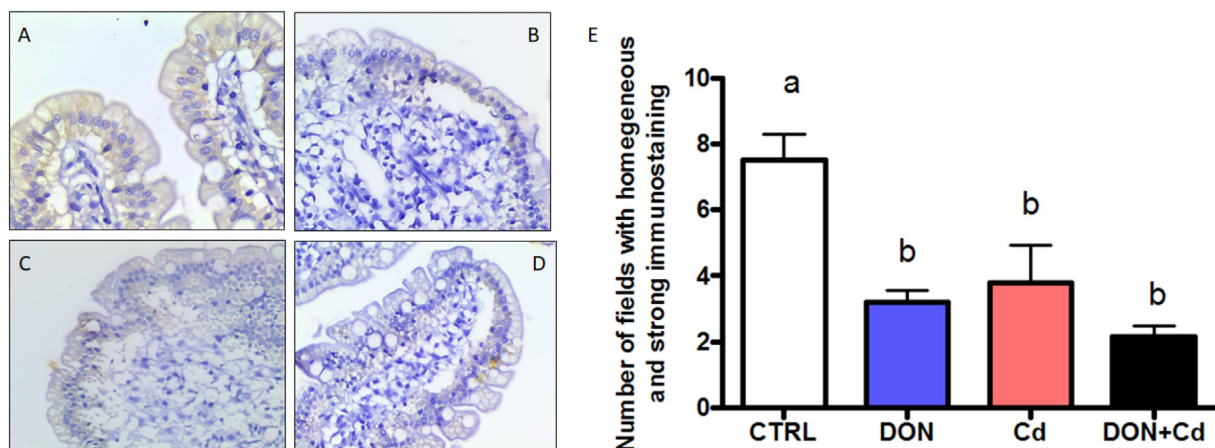 A
B
C
D
E
Number of fields with homegeneous
and strong immunostaining
10
8
6
4
2
0
a
b
b
b
CTRL
DON
Cd
DON+Cd